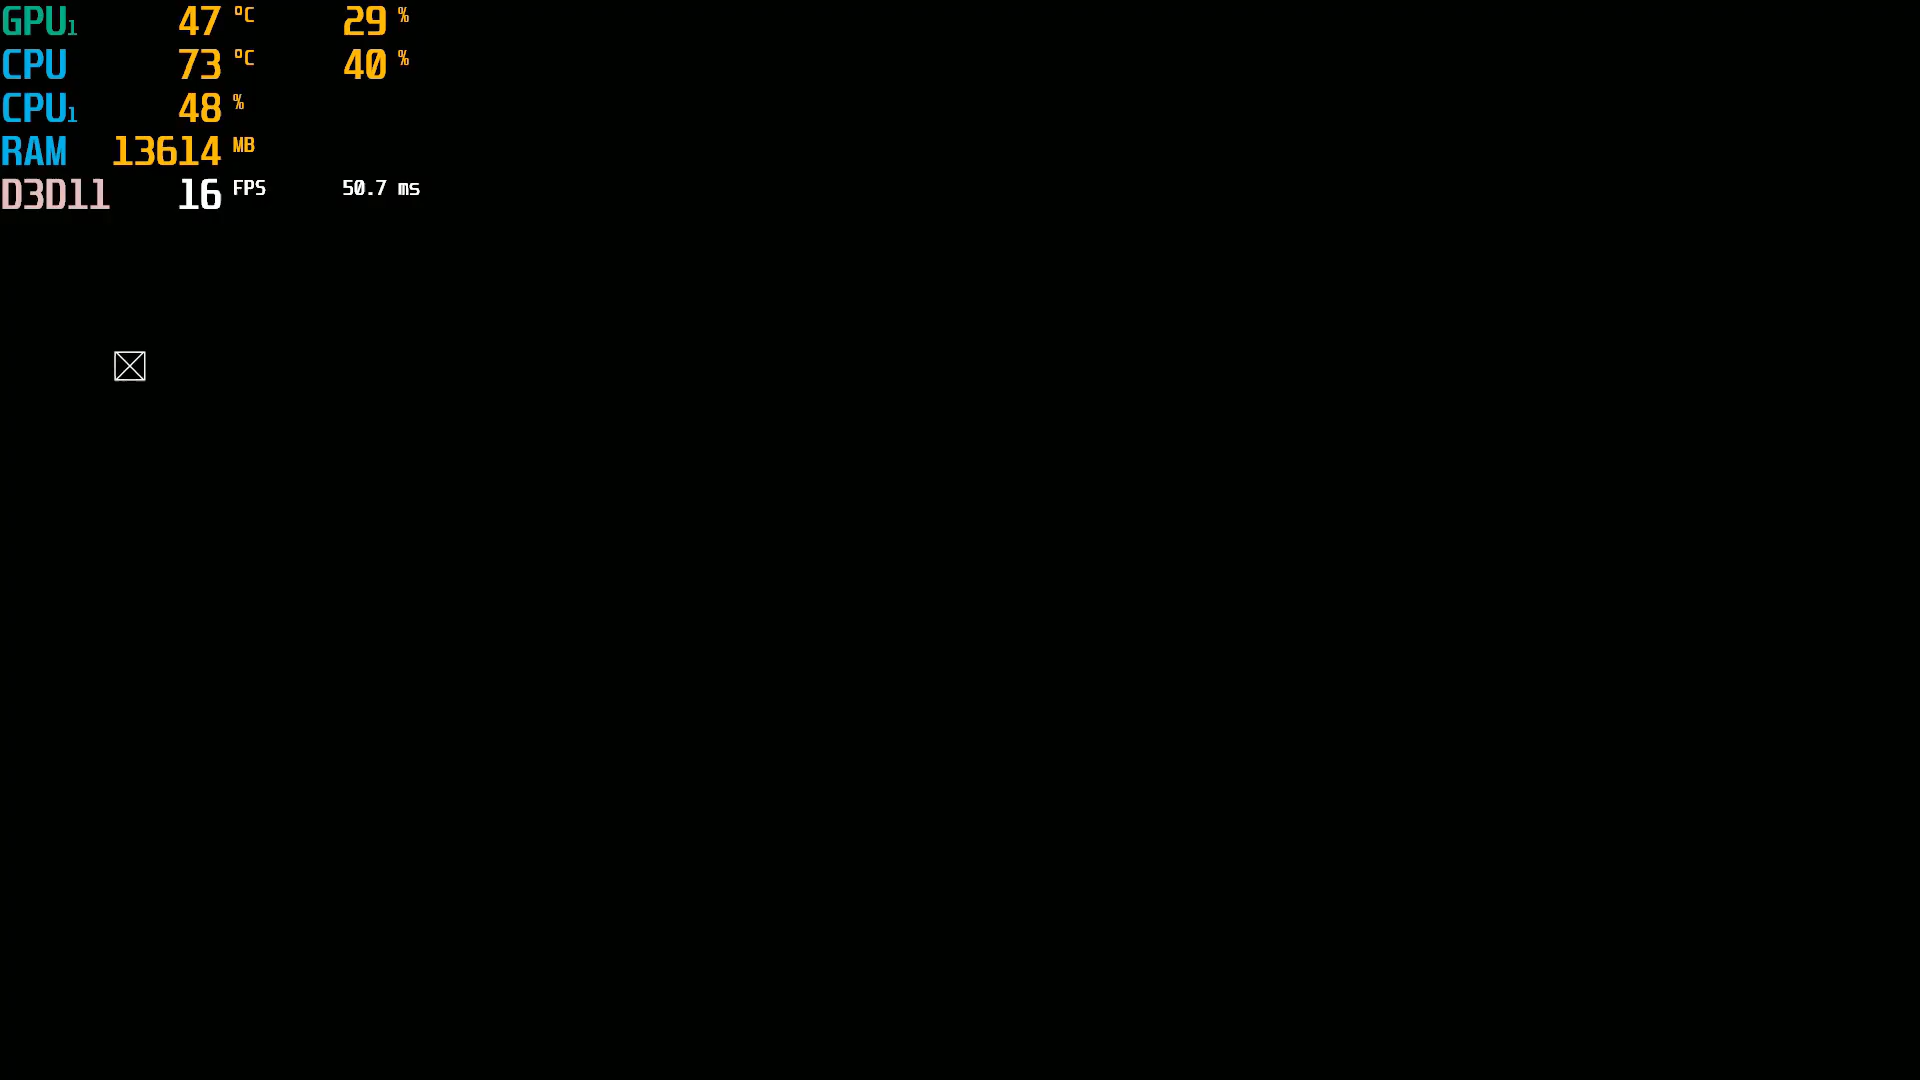 GPU1 47 °C 29 %
CPU 73 °C 40 %
CPU1 48 %
RAM 13614 MB
D3D11 16 FPS 50.7 ms